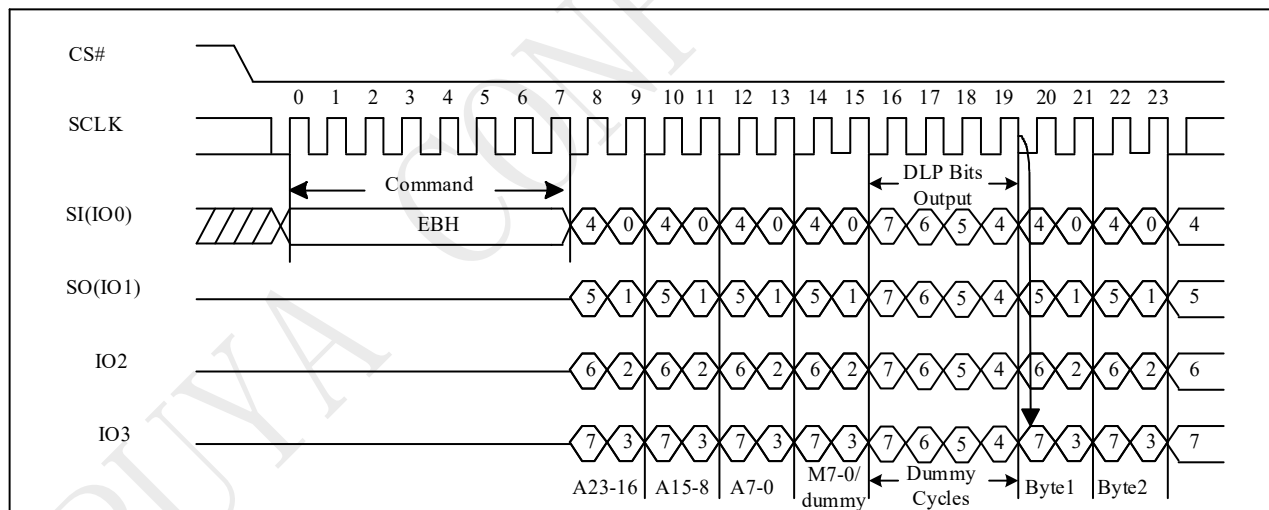 CS#
0 1 2 3 4 5 6 7 8 9 10 11 12 13 14 15 16 17 18 19 20 21 22 23
SCLK
Command
DLP Bits
Output
SI(IO0)
EBH
4 0 4 0 4 0 4 0 7 6 5 4 4 0 4 0 4
SO(IO1)
5 1 5 1 5 1 5 1 7 6 5 4 5 1 5 1 5
IO2
6 2 6 2 6 2 6 2 7 6 5 4 6 2 6 2 6
IO3
7 3 7 3 7 3 7 3 7 6 5 4 7 3 7 3 7
A23-16 A15-8 A7-0 M7-0/
dummy
Dummy
Cycles
Byte1 Byte2
PUYA CONF